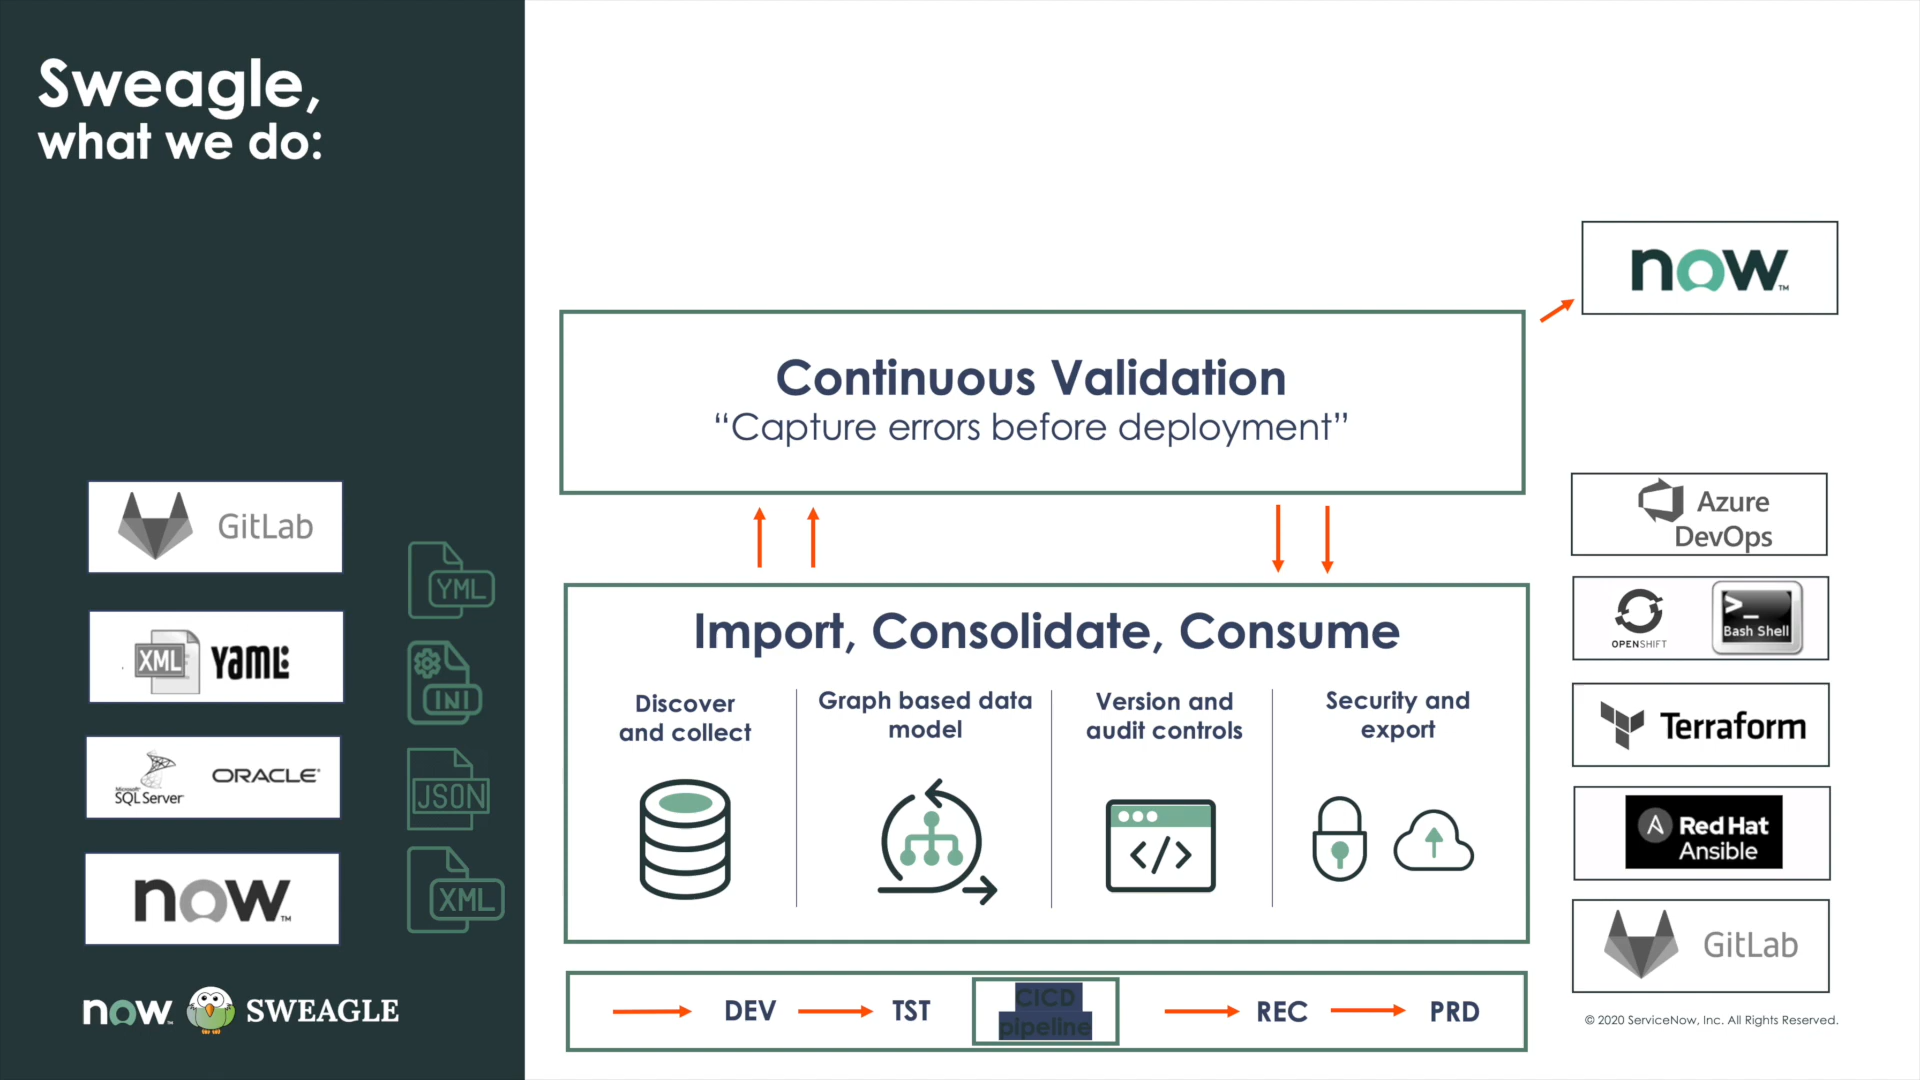 Sweagle,
what we do:
GitLab
XML YAML:
Microsoft
SQL Server ORACLE
now™
YML
INI
JSON
XML
now. SWEAGLE
Continuous Validation
“Capture errors before deployment”
Import, Consolidate, Consume
Discover
and collect
Graph based data
model
Version and
audit controls
</>
Security and
export
DEV TST
CICD
pipeline
REC PRD
now™
Azure
DevOps
OPENSHIFT
>_
Bash Shell
Terraform
A Red Hat
Ansible
GitLab
© 2020 ServiceNow, Inc. All Rights Reserved.